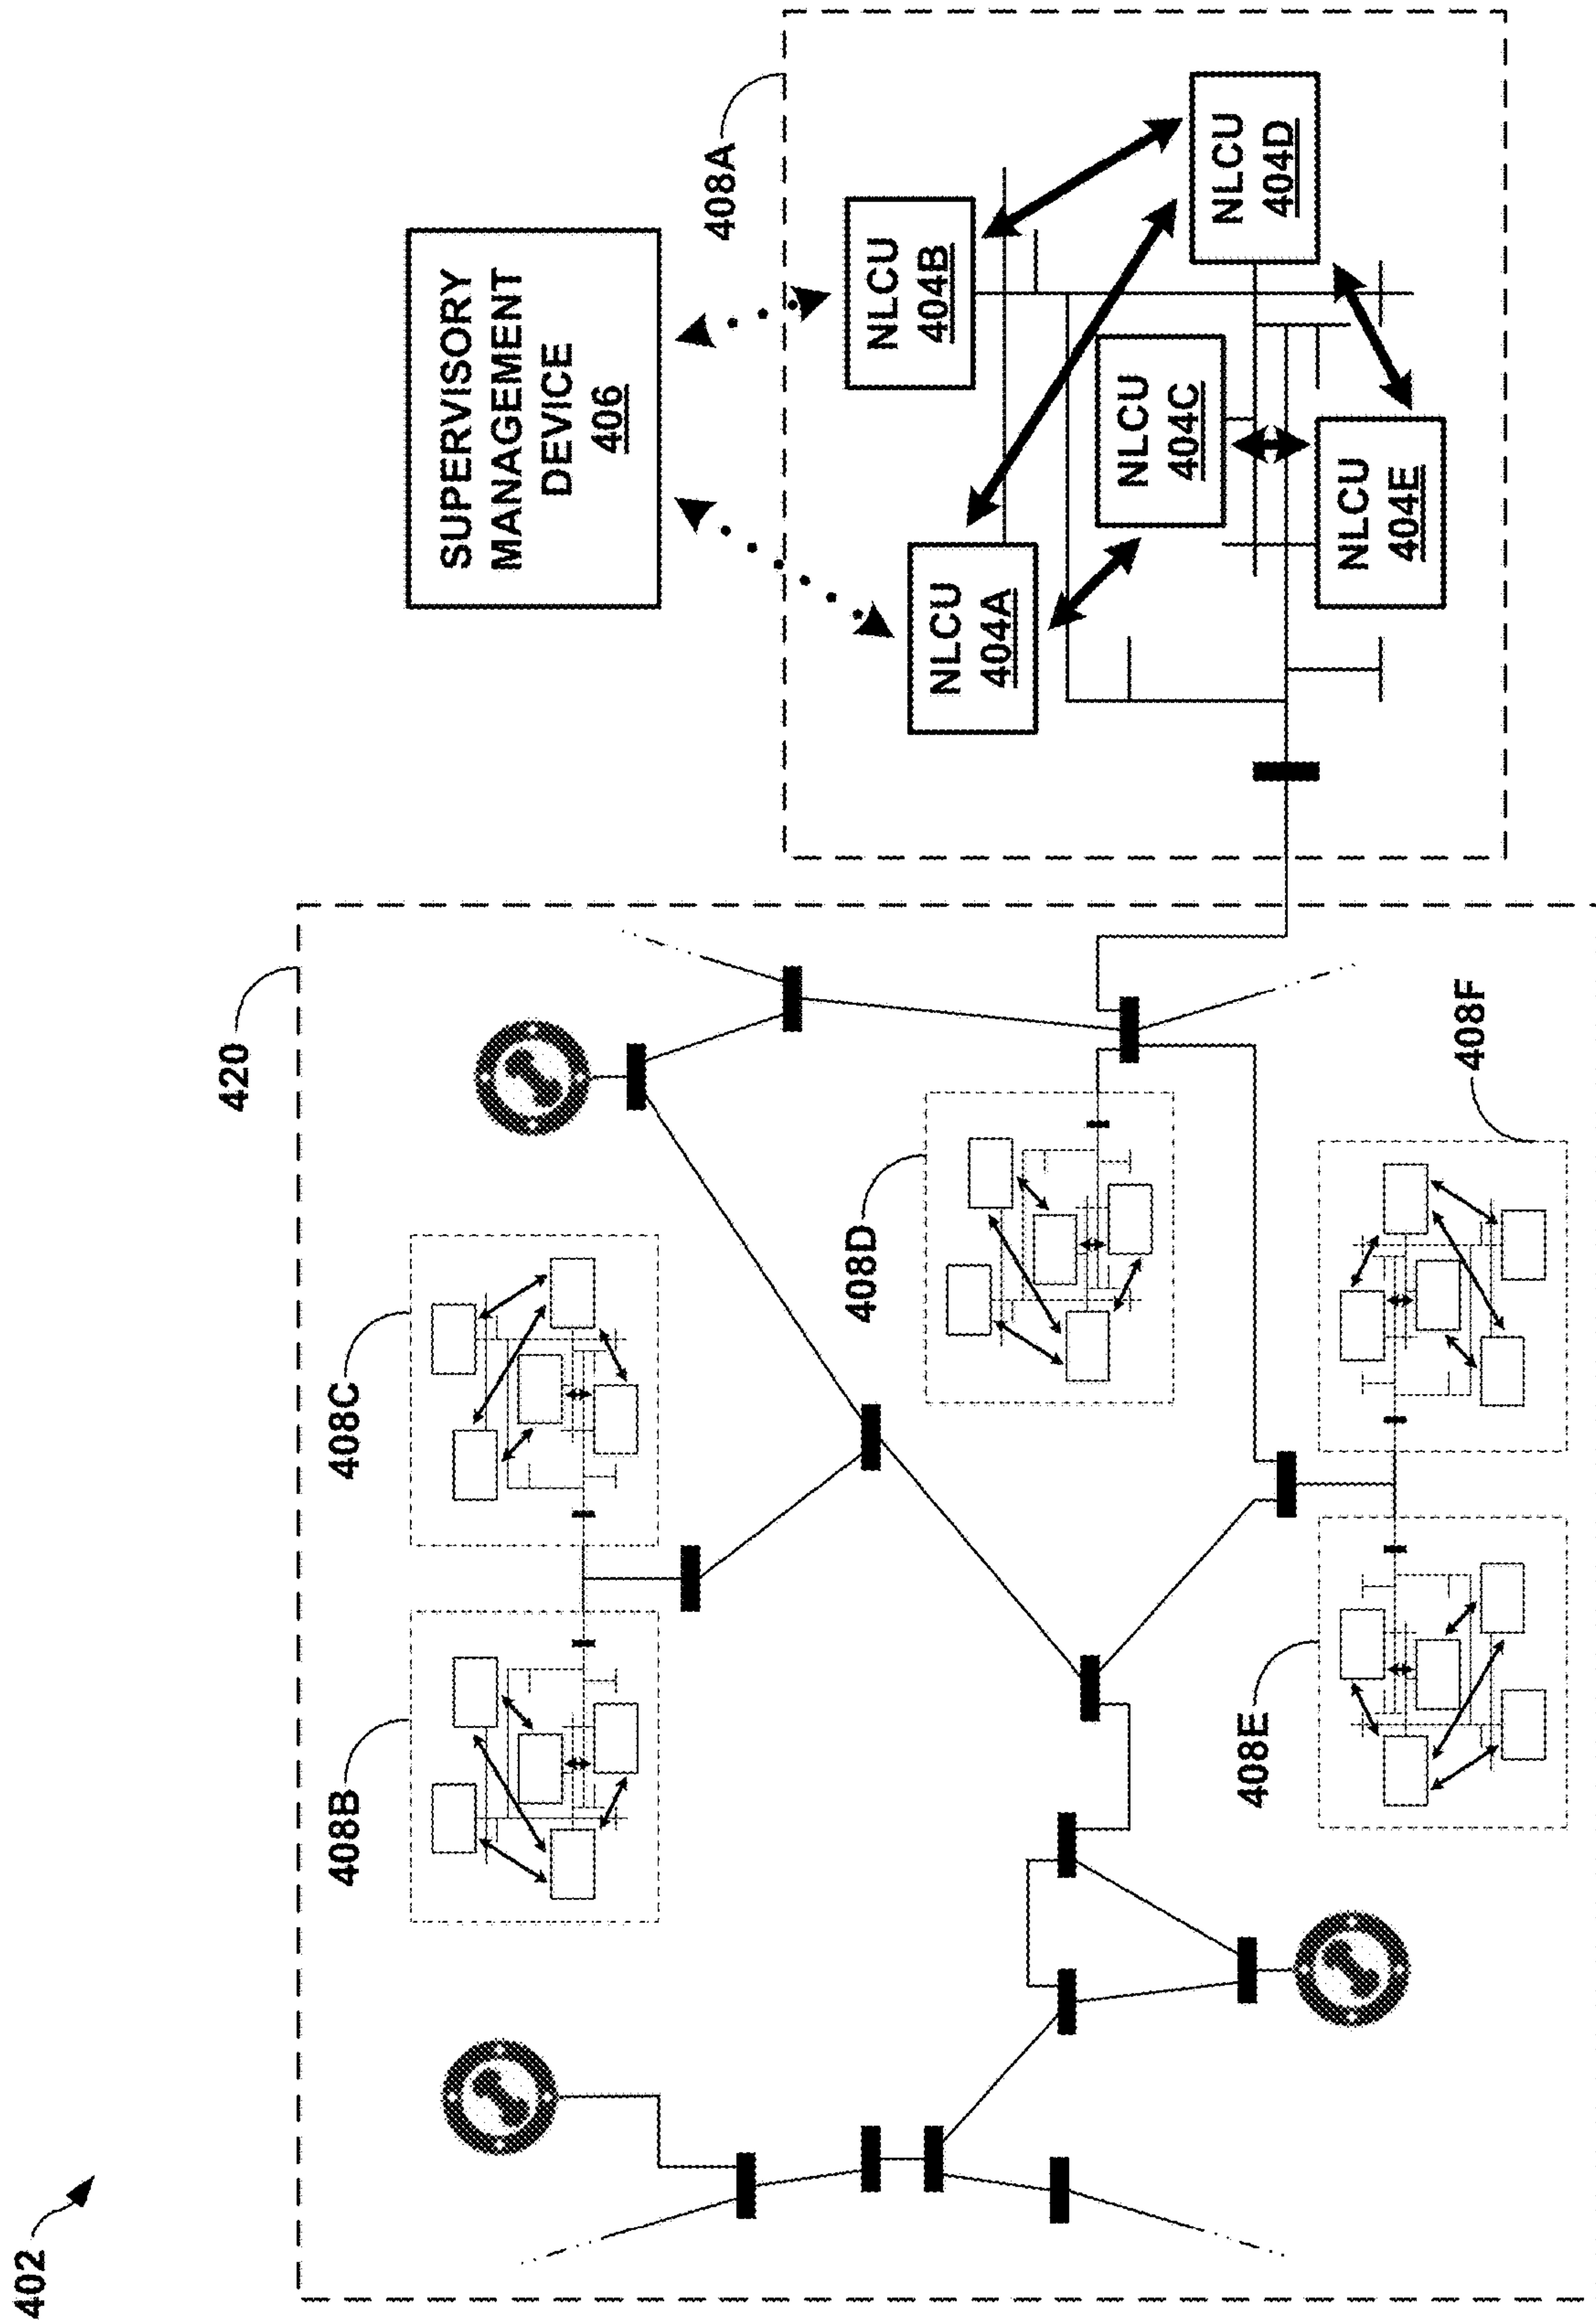 402
420
408B
408C
408D
408E
408F
SUPERVISORY
MANAGEMENT
DEVICE
406
408A
NLCU
404A
NLCU
404B
NLCU
404C
NLCU
404D
NLCU
404E